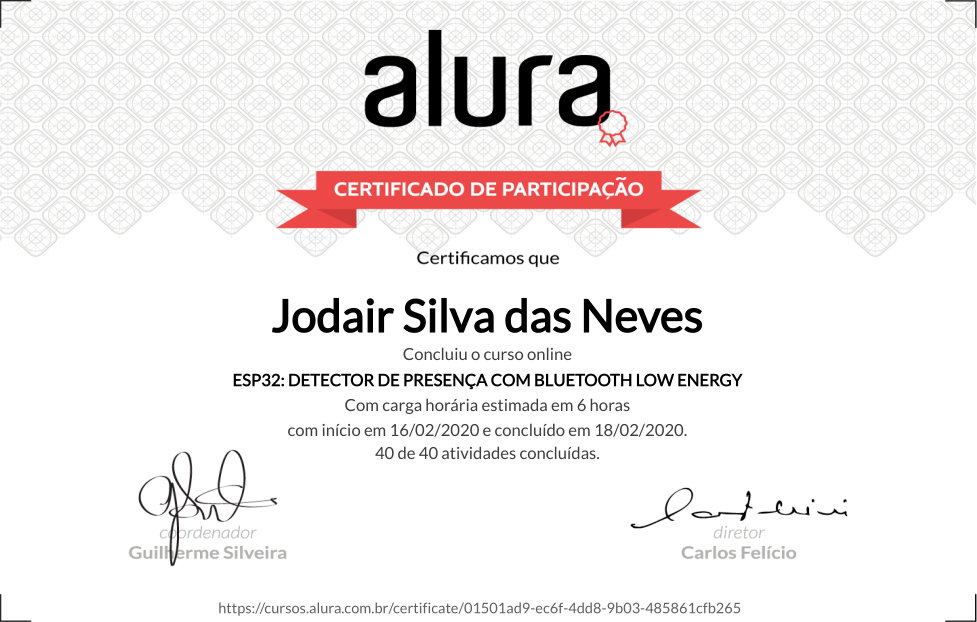 alura
CERTIFICADO DE PARTICIPAÇÃO
Certificamos que
Jodair Silva das Neves
Concluiu o curso online
ESP32: DETECTOR DE PRESENÇA COM BLUETOOTH LOW ENERGY
Com carga horária estimada em 6 horas
com início em 16/02/2020 e concluído em 18/02/2020.
40 de 40 atividades concluídas.
coordenador
Guilherme Silveira
diretor
Carlos Felício
https://cursos.alura.com.br/certificate/01501ad9-ec6f-4dd8-9b03-485861cfb265